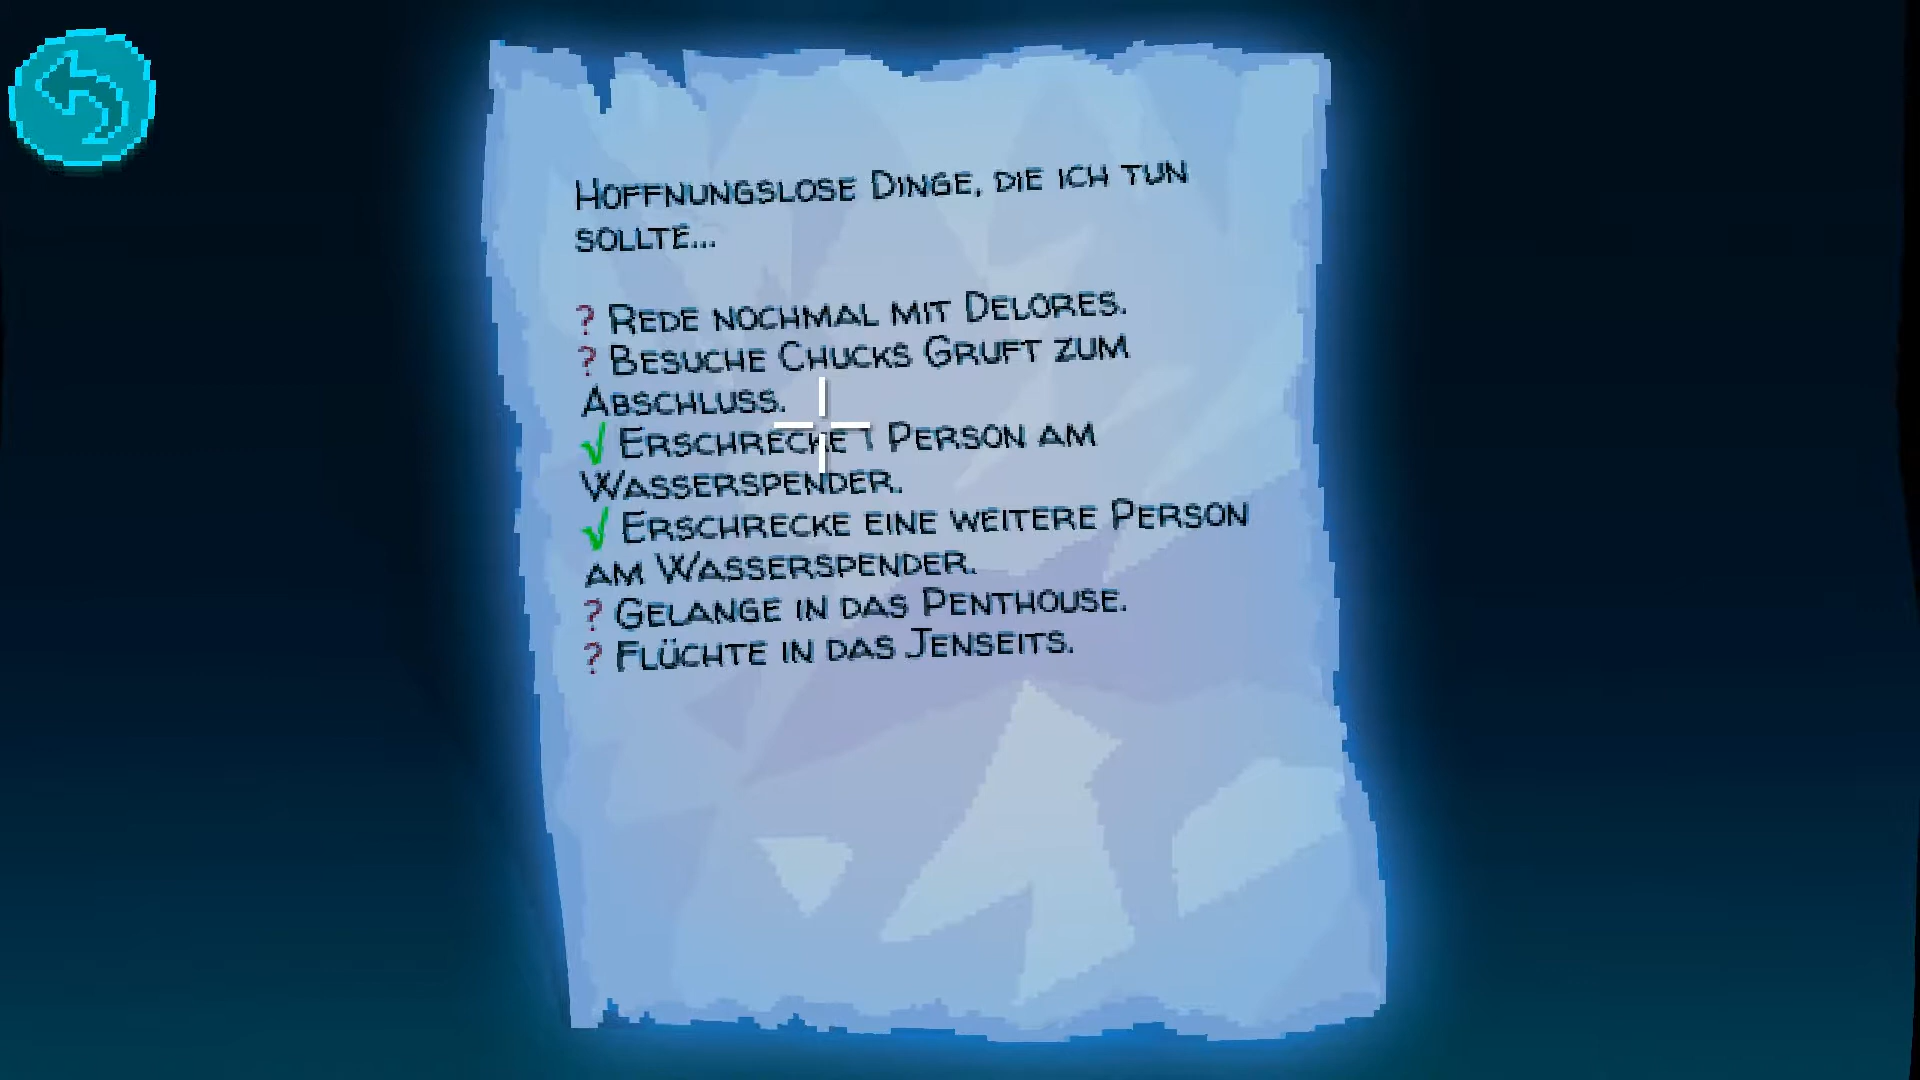 Hoffnungslose Dinge, die ich tun
sollte...
? Rede nochmal mit Delores.
? Besuche Chucks Gruft zum
Abschluss.
√ Erschrecke 1 Person am
Wasserspender.
√ Erschrecke eine weitere Person
am Wasserspender.
? Gelange in das Penthouse.
? Flüchte in das Jenseits.